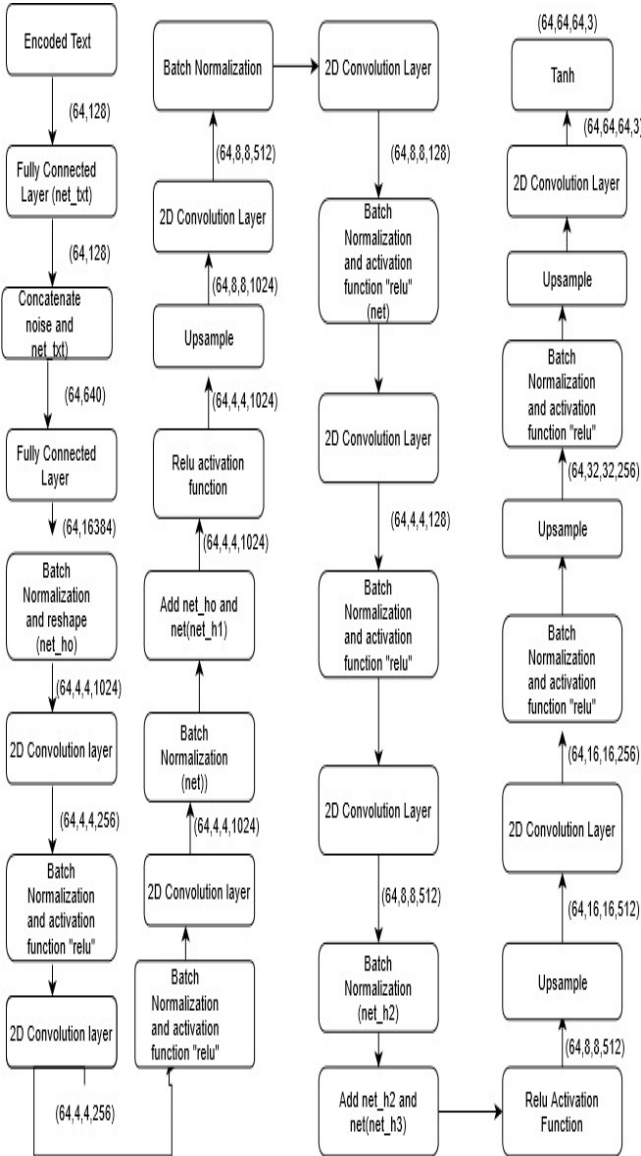 Encoded Text
(64,128)
Fully Connected
Layer (net_txt)
(64,128)
Concatenate
noise and
net_txt)
(64,640)
Fully Connected
Layer
(64,16384)
Batch
Normalization
and reshape
(net_ho)
(64,4,4,1024)
2D Convolution layer
(64,4,4,256)
Batch
Normalization
and activation
function "relu"
2D Convolution layer
(64,4,4,256)
Batch
Normalization
and activation
function "relu"
2D Convolution layer
(64,4,4,1024)
Batch
Normalization
(net))
Add net_ho and
net(net_h1)
(64,4,4,1024)
Relu activation
function
(64,4,4,1024)
Upsample
(64,8,8,1024)
2D Convolution Layer
(64,8,8,512)
Batch Normalization
2D Convolution Layer
(64,8,8,128)
Batch
Normalization
and activation
function "relu"
(net)
2D Convolution Layer
(64,4,4,128)
Batch
Normalization
and activation
function "relu"
2D Convolution Layer
(64,8,8,512)
Batch
Normalization
(net_h2)
Add net_h2 and
net(net_h3)
Relu Activation
Function
(64,8,8,512)
Upsample
(64,16,16,512)
2D Convolution Layer
(64,16,16,256)
Batch
Normalization
and activation
function "relu"
Upsample
(64,32,32,256)
Batch
Normalization
and activation
function "relu"
Upsample
2D Convolution Layer
(64,64,64,3)
Tanh
(64,64,64,3)